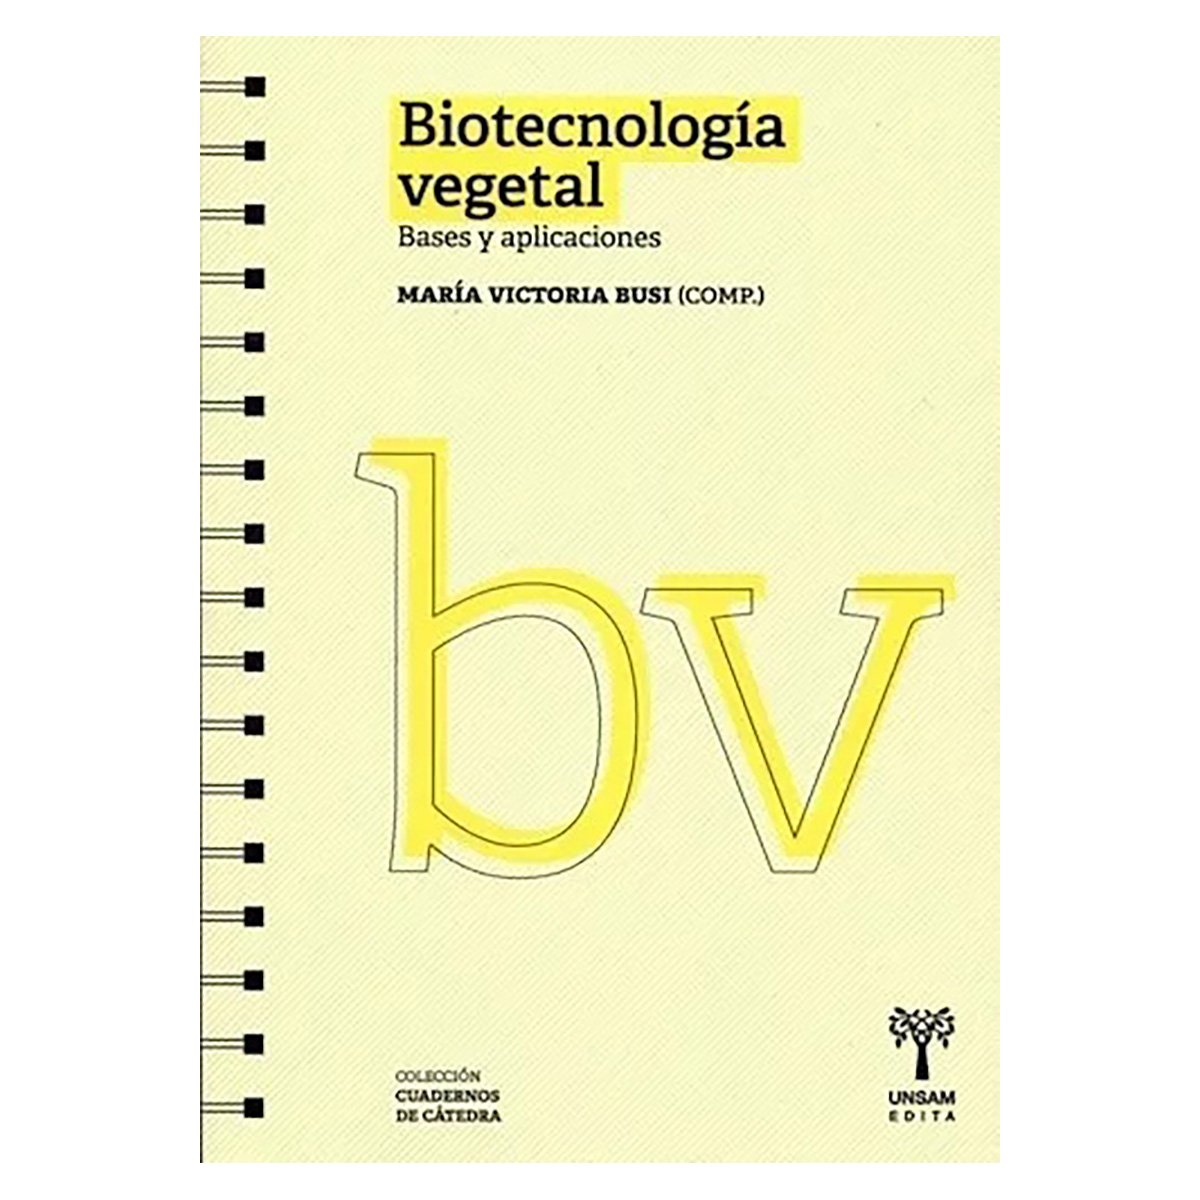 Biotecnología
vegetal
Bases y aplicaciones
MARÍA VICTORIA BUSI (COMP.)
bv
COLECCIÓN
CUADERNOS
DE CÁTEDRA
UNSAM
EDITA